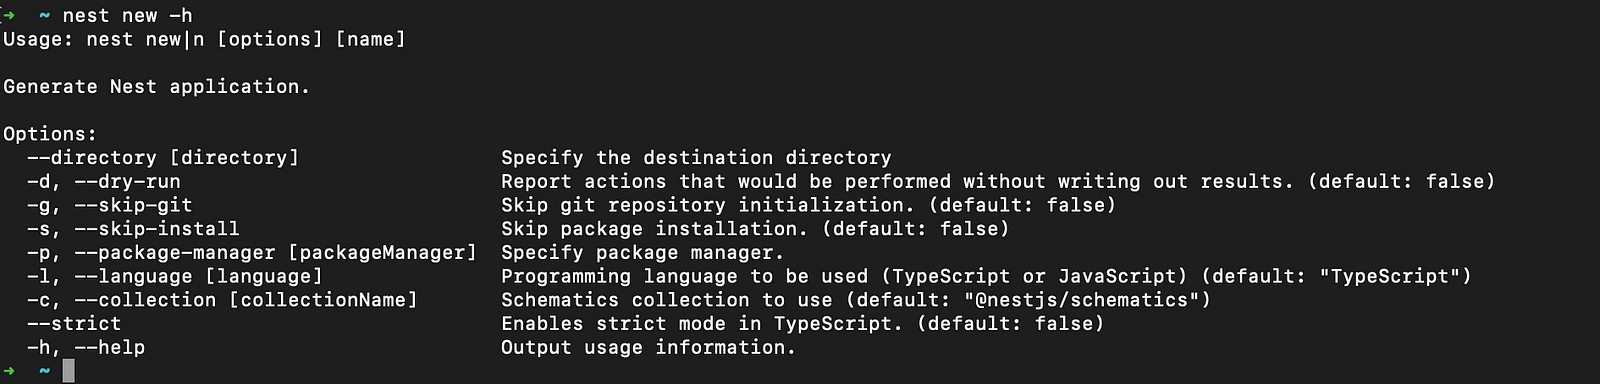 ➜  ~ nest new -h
Usage: nest new|n [options] [name]

Generate Nest application.

Options:
  --directory [directory]                 Specify the destination directory
  -d, --dry-run                           Report actions that would be performed without writing out results. (default: false)
  -g, --skip-git                          Skip git repository initialization. (default: false)
  -s, --skip-install                      Skip package installation. (default: false)
  -p, --package-manager [packageManager]  Specify package manager.
  -l, --language [language]               Programming language to be used (TypeScript or JavaScript) (default: "TypeScript")
  -c, --collection [collectionName]       Schematics collection to use (default: "@nestjs/schematics")
  --strict                                Enables strict mode in TypeScript. (default: false)
  -h, --help                              Output usage information.
➜  ~